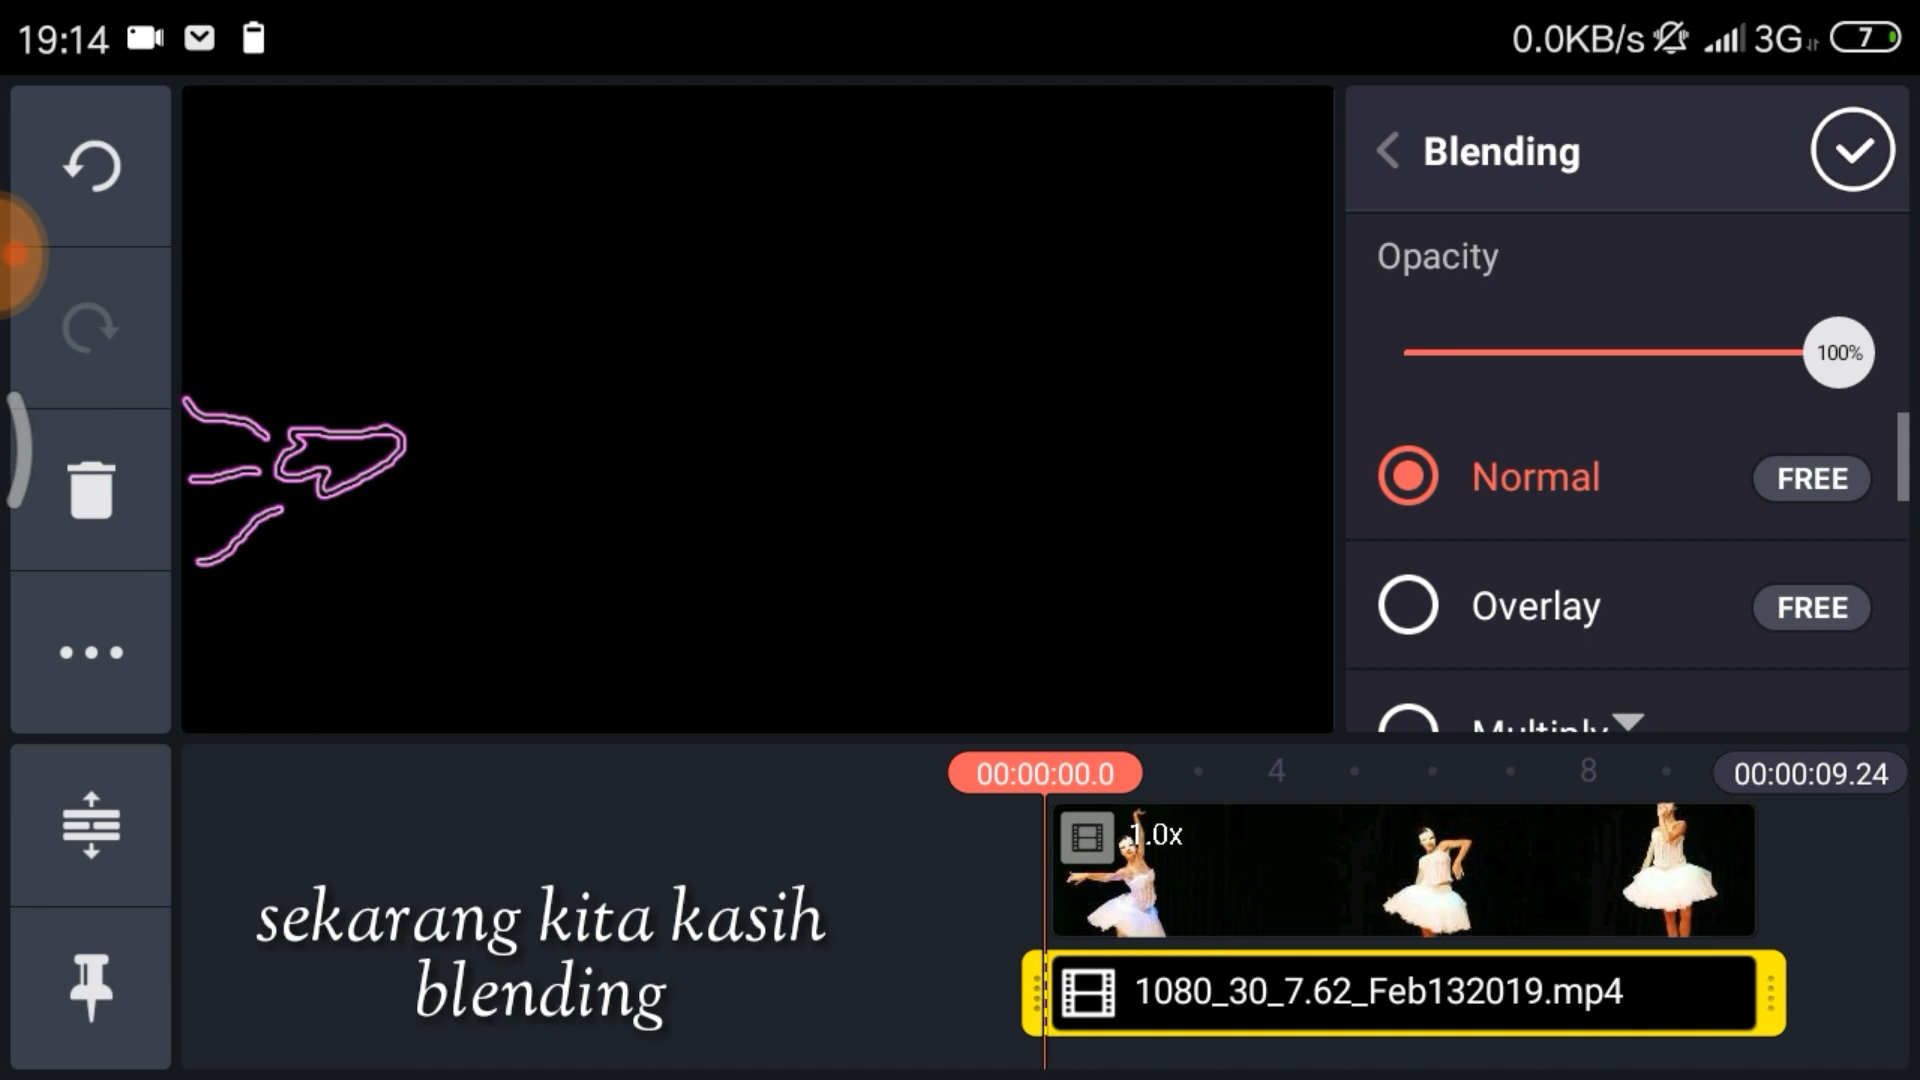 19:14
0.0KB/s 3G 7
Blending
Opacity
100%
Normal FREE
Overlay FREE
Multiply
00:00:00.0 4 8 00:00:09.24
1.0x
sekarang kita kasih
blending
1080_30_7.62_Feb132019.mp4